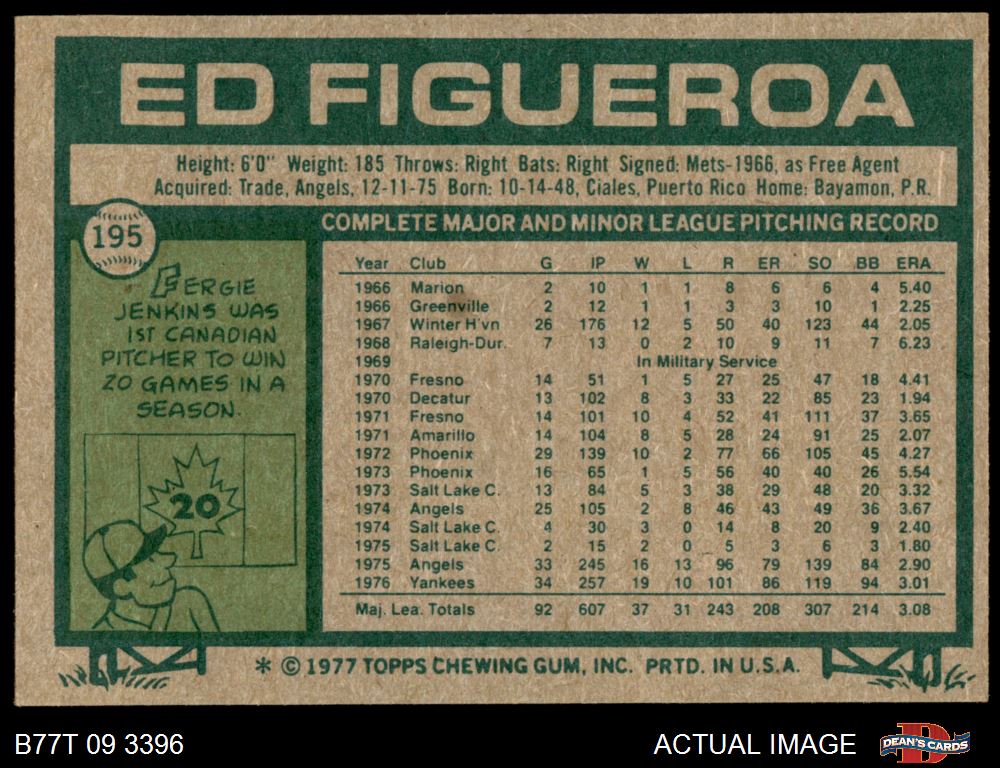 ED FIGUEROA
Height: 6'0" Weight: 185 Throws: Right Bats: Right Signed: Mets-1966, as Free Agent
Acquired: Trade, Angels, 12-11-75 Born: 10-14-48, Ciales, Puerto Rico Home: Bayamon, P.R.
195
FERGIE
JENKINS WAS
1ST CANADIAN
PITCHER TO WIN
20 GAMES IN A
SEASON.
20
COMPLETE MAJOR AND MINOR LEAGUE PITCHING RECORD
Year Club G IP W L R ER SO BB ERA
1966 Marion 2 10 1 1 8 6 6 4 5.40
1966 Greenville 2 12 1 1 3 3 10 1 2.25
1967 Winter H'vn 26 176 12 5 50 40 123 44 2.05
1968 Raleigh-Dur. 7 13 0 2 10 9 11 7 6.23
1969 In Military Service
1970 Fresno 14 51 1 5 27 25 47 18 4.41
1970 Decatur 13 102 8 3 33 22 85 23 1.94
1971 Fresno 14 101 10 4 52 41 111 37 3.65
1971 Amarillo 14 104 8 5 28 24 91 25 2.07
1972 Phoenix 29 139 10 2 77 66 105 45 4.27
1973 Phoenix 16 65 1 5 56 40 40 26 5.54
1973 Salt Lake C. 13 84 5 3 38 29 48 20 3.32
1974 Angels 25 105 2 8 46 43 49 36 3.67
1974 Salt Lake C. 4 30 3 0 14 8 20 9 2.40
1975 Salt Lake C. 2 15 2 0 5 3 6 3 1.80
1975 Angels 33 245 16 13 96 79 139 84 2.90
1976 Yankees 34 257 19 10 101 86 119 94 3.01
Maj. Lea. Totals 92 607 37 31 243 208 307 214 3.08
* © 1977 TOPPS CHEWING GUM, INC. PRTD. IN U.S.A.
B77T 09 3396
ACTUAL IMAGE
D
DEAN'S CARDS